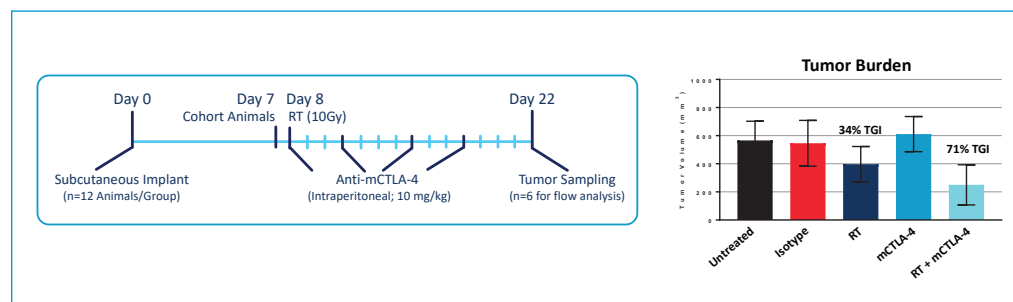 Day 0
Day 7
Cohort Animals
Day 8
RT (10Gy)
Day 22
Subcutaneous Implant
(n=12 Animals/Group)
Anti-mCTLA-4
(Intraperitoneal; 10 mg/kg)
Tumor Sampling
(n=6 for flow analysis)
Tumor Burden
Tumor Volume (mm³)
1000
800
600
400
200
0
34% TGI
71% TGI
Untreated
Isotype
RT
mCTLA-4
RT + mCTLA-4